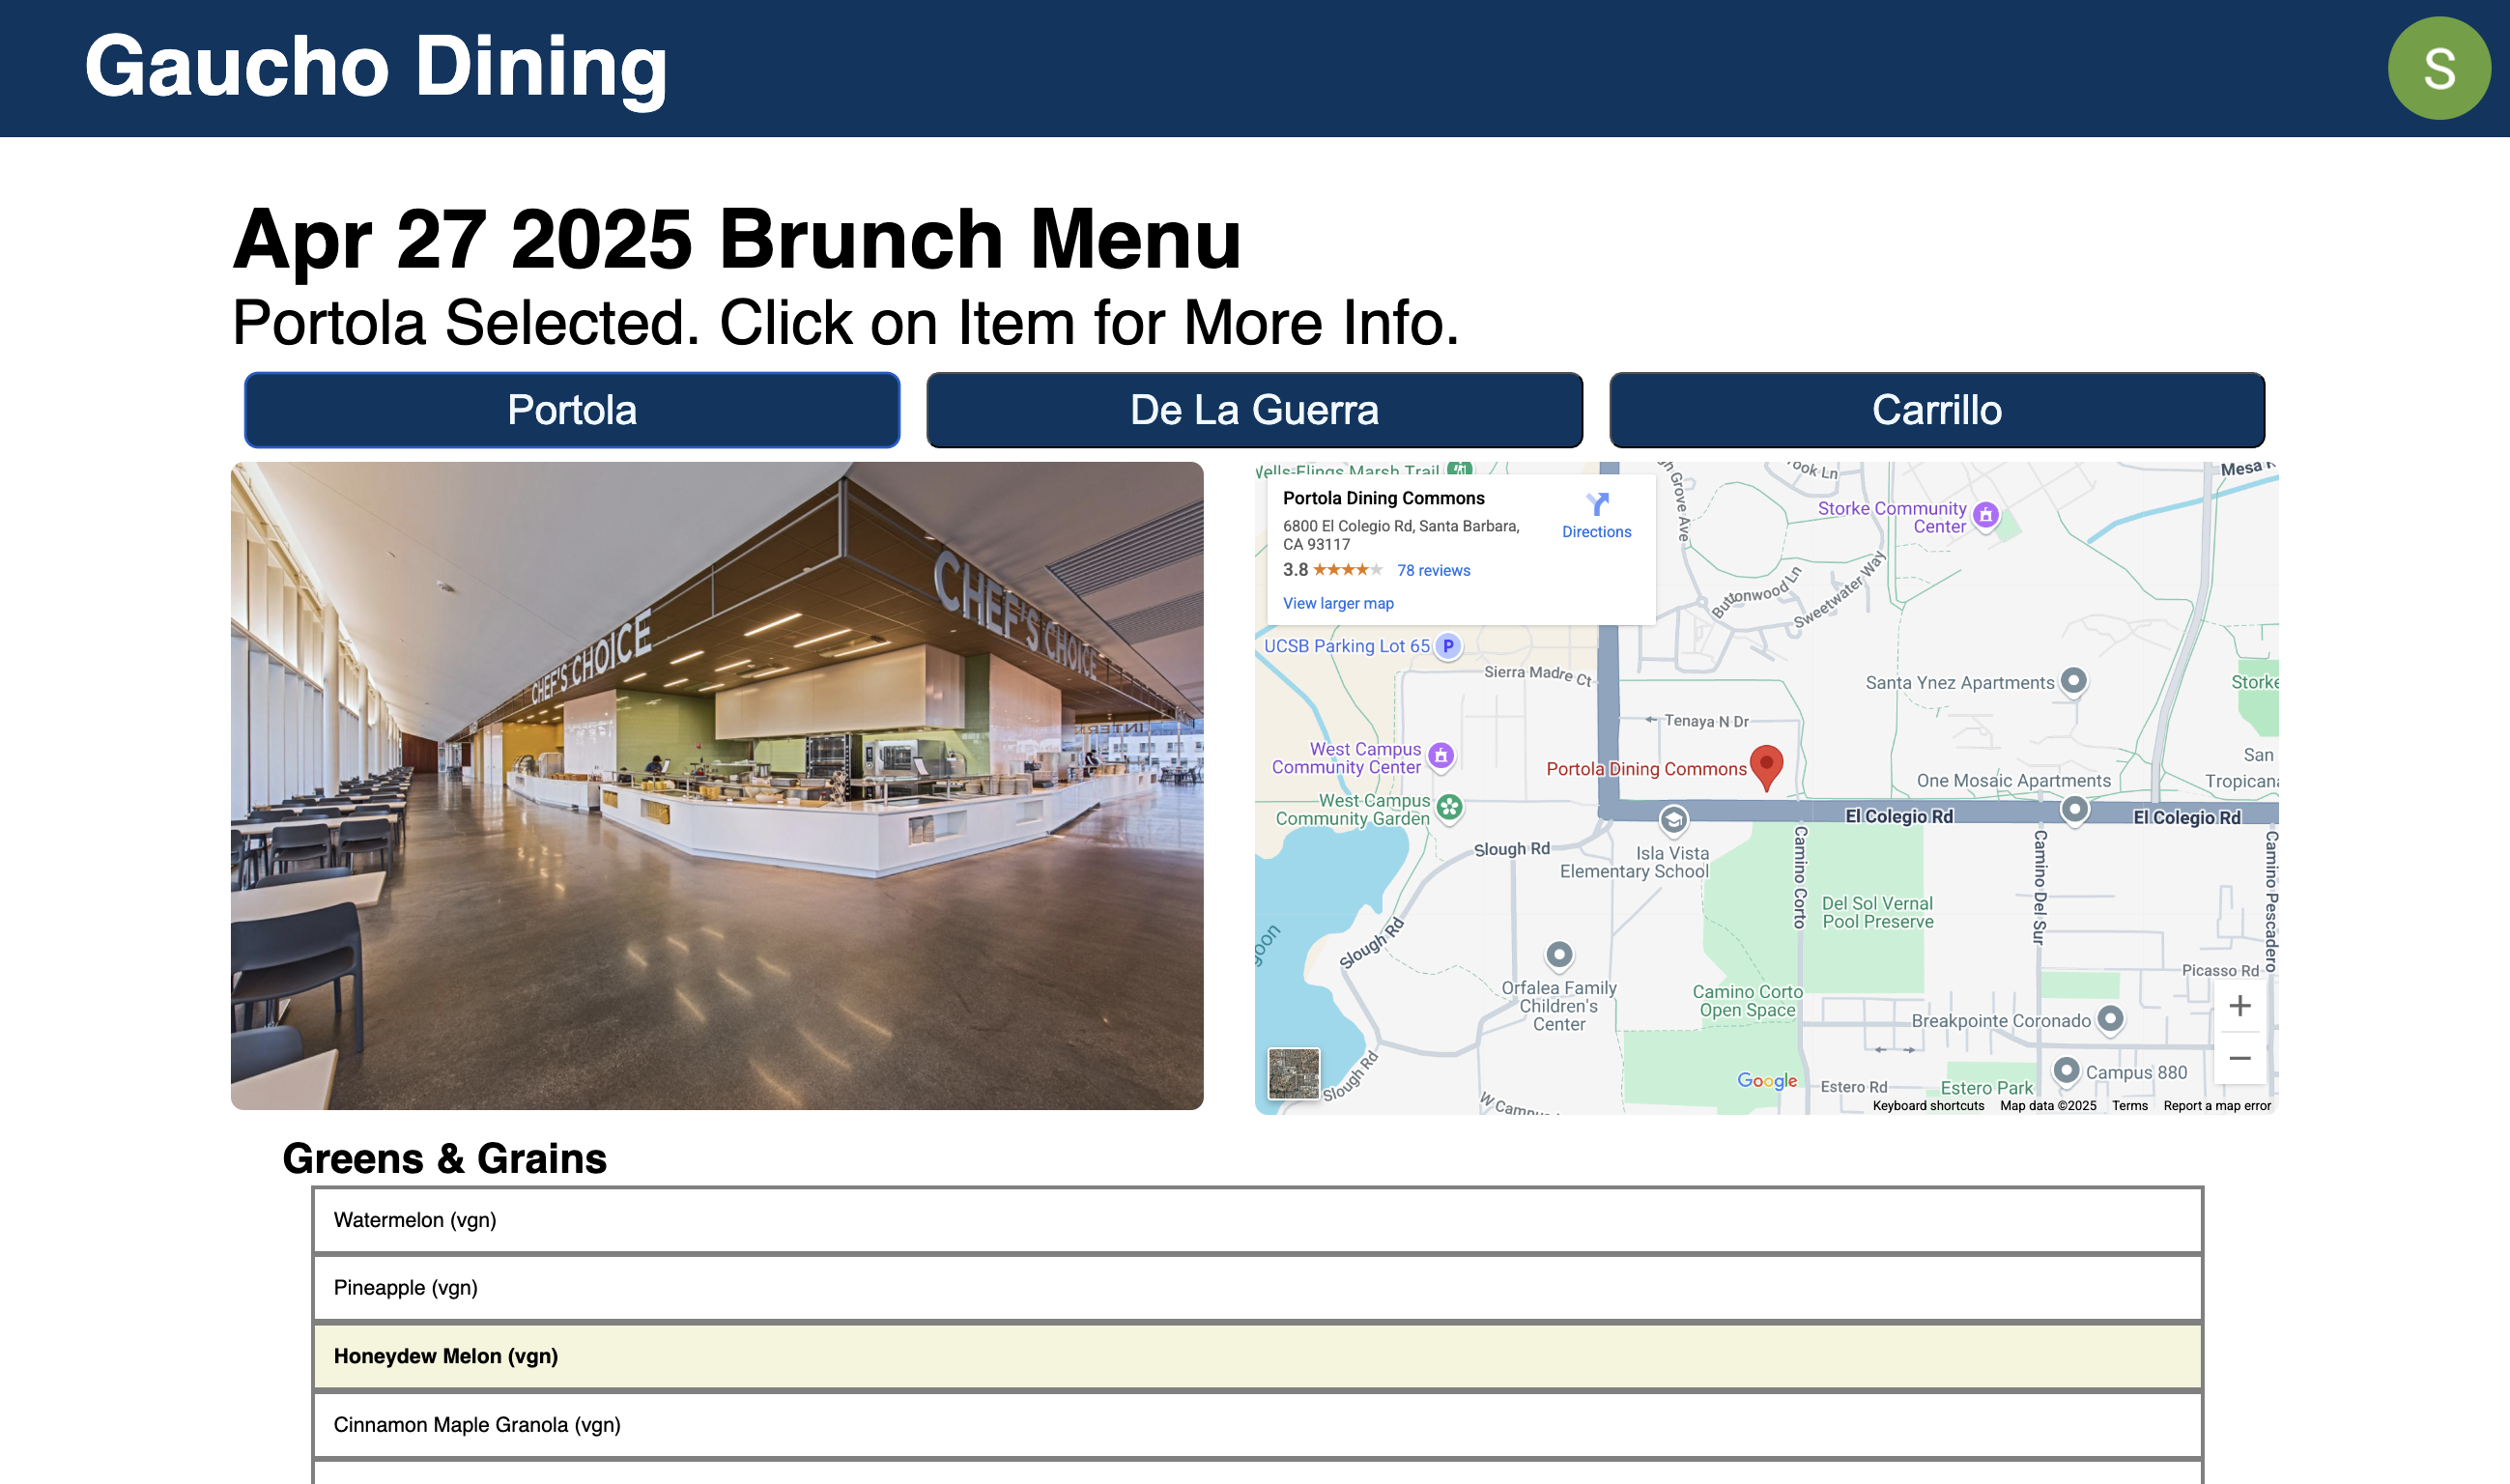 Gaucho Dining
S
Apr 27 2025 Brunch Menu
Portola Selected. Click on Item for More Info.
Portola
De La Guerra
Carrillo
CHEF'S CHOICE
CHEF'S CHOICE
Portola Dining Commons
6800 El Colegio Rd, Santa Barbara,
CA 93117
3.8
78 reviews
View larger map
Directions
Storke Community
Center
Buttonwood Ln
Sweetwater Way
UCSB Parking Lot 65
P
Sierra Madre Ct
Santa Ynez Apartments
Storke
Tenaya N Dr
West Campus
Community Center
Portola Dining Commons
San
One Mosaic Apartments
West Campus
Community Garden
El Colegio Rd
El Colegio Rd
Slough Rd
Isla Vista
Elementary School
Camino Corto
Camino Del Sur
Camino Pescadero
Del Sol Vernal
Pool Preserve
Slough Rd
Picasso Rd
Orfalea Family
Children's
Center
Camino Corto
Open Space
Breakpointe Coronado
Slough Rd
Campus 880
Google
Estero Rd
Estero Park
Keyboard shortcuts
Map data ©2025
Terms
Report a map error
Greens & Grains
Watermelon (vgn)
Pineapple (vgn)
Honeydew Melon (vgn)
Cinnamon Maple Granola (vgn)